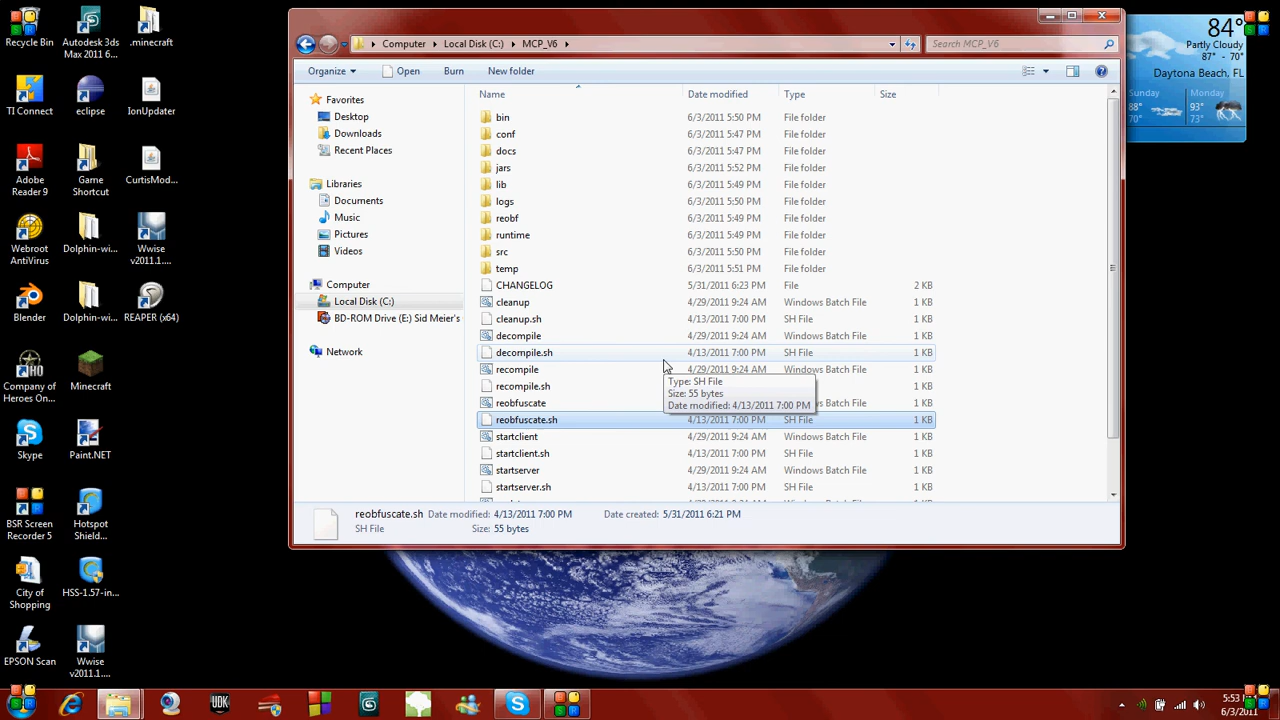 Recycle Bin
Autodesk 3ds
Max 2011 6...
.minecraft
TI Connect
eclipse
IonUpdater
Adobe
Reader 9
Game
Shortcut
CurtisMod...
Webroot
AntiVirus
Dolphin-wi...
Wwise
v2011.1....
Blender
Dolphin-wi...
REAPER (x64)
Company of
Heroes On...
Minecraft
Skype
Paint.NET
BSR Screen
Recorder 5
Hotspot
Shield...
City of
Shopping
HSS-1.57-in...
EPSON Scan
Wwise
v2011.1....
Computer
Local Disk (C:)
MCP_V6
Search MCP_V6
Organize
Open
Burn
New folder
Favorites
Desktop
Downloads
Recent Places
Libraries
Documents
Music
Pictures
Videos
Computer
Local Disk (C:)
BD-ROM Drive (E:) Sid Meier's
Network
Name Date modified Type Size
bin 6/3/2011 5:50 PM File folder
conf 6/3/2011 5:47 PM File folder
docs 6/3/2011 5:47 PM File folder
jars 6/3/2011 5:52 PM File folder
lib 6/3/2011 5:49 PM File folder
logs 6/3/2011 5:50 PM File folder
reobf 6/3/2011 5:49 PM File folder
runtime 6/3/2011 5:49 PM File folder
src 6/3/2011 5:50 PM File folder
temp 6/3/2011 5:51 PM File folder
CHANGELOG 5/31/2011 6:23 PM File 2 KB
cleanup 4/29/2011 9:24 AM Windows Batch File 1 KB
cleanup.sh 4/13/2011 7:00 PM SH File 1 KB
decompile 4/29/2011 9:24 AM Windows Batch File 1 KB
decompile.sh 4/13/2011 7:00 PM SH File 1 KB
recompile 4/29/2011 9:24 AM Windows Batch File 1 KB
recompile.sh 1 KB
reobfuscate 1 KB
reobfuscate.sh 4/13/2011 7:00 PM SH File 1 KB
startclient 4/29/2011 9:24 AM Windows Batch File 1 KB
startclient.sh 4/13/2011 7:00 PM SH File 1 KB
startserver 4/29/2011 9:24 AM Windows Batch File 1 KB
startserver.sh 4/13/2011 7:00 PM SH File 1 KB
Type: SH File
Size: 55 bytes
Date modified: 4/13/2011 7:00 PM
reobfuscate.sh Date modified: 4/13/2011 7:00 PM Date created: 5/31/2011 6:21 PM
SH File Size: 55 bytes
84°
Partly Cloudy
87° - 70°
Daytona Beach, FL
Sunday
88°
70°
Monday
93°
73°
UDK
5:53
6/3/2011